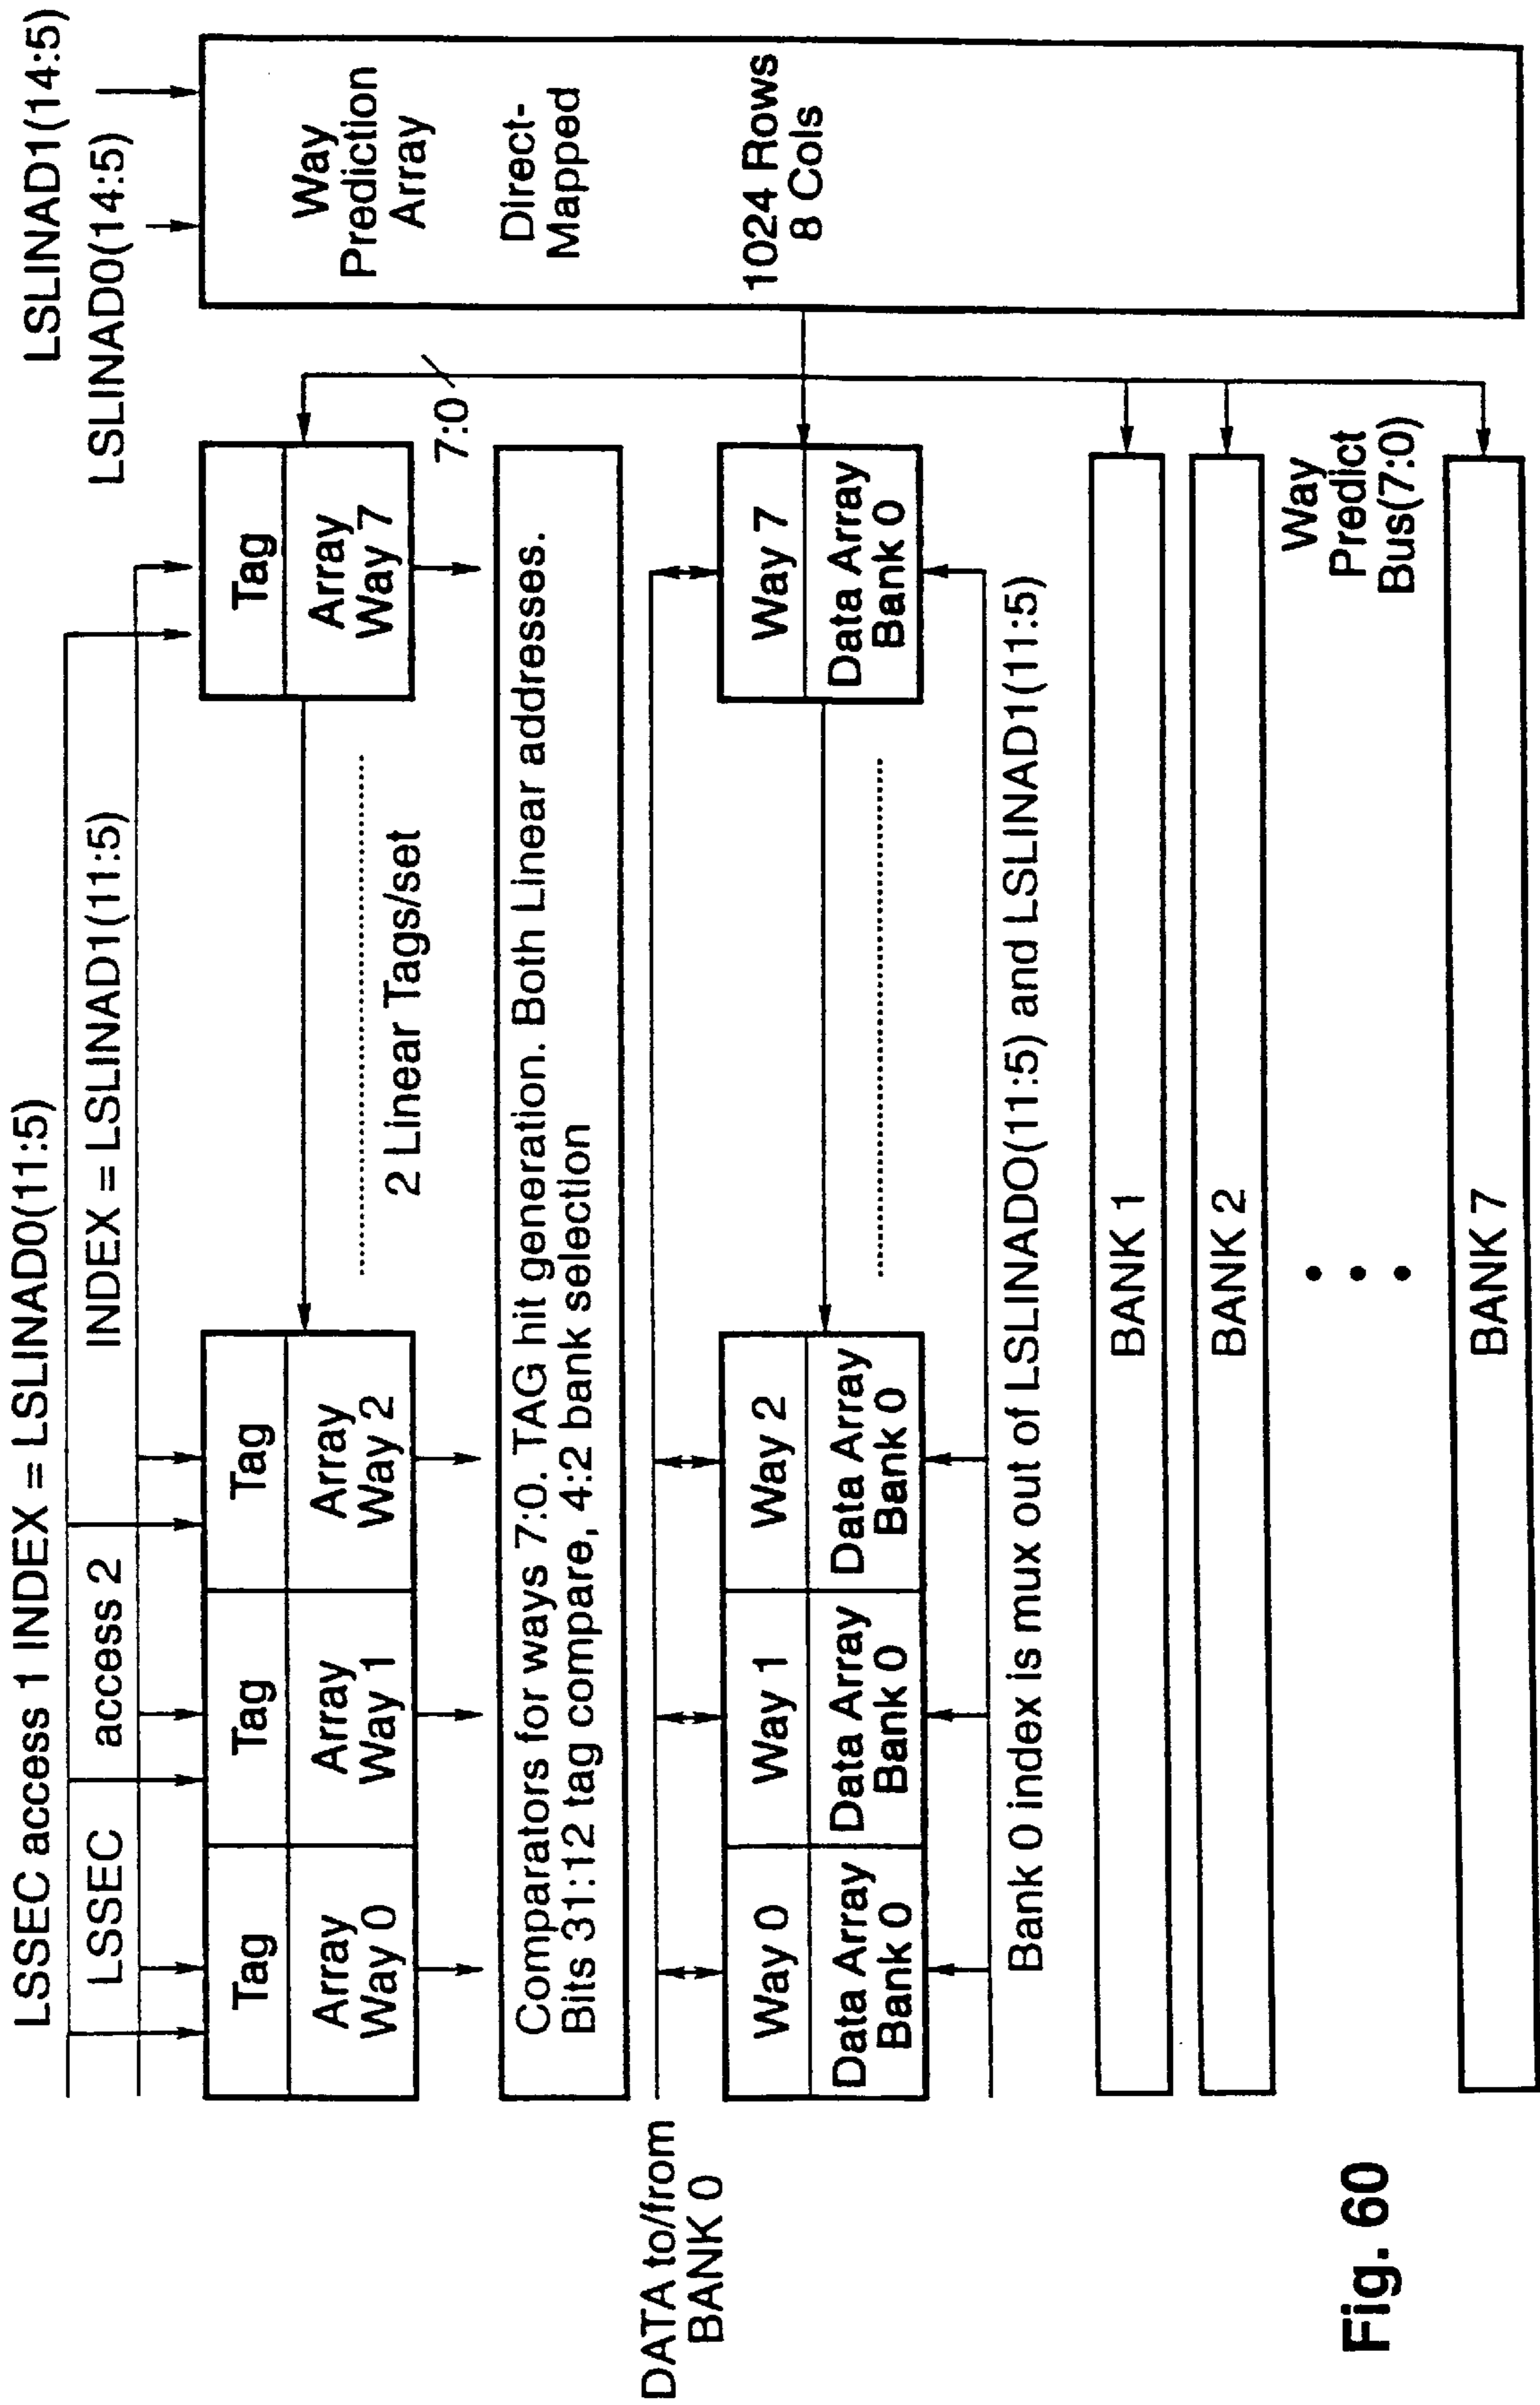 LSSEC access 1 INDEX = LSLINAD0(11:5)
LSSEC access 2 INDEX = LSLINAD1(11:5)
LSLINAD1(14:5)
LSLINAD0(14:5)
Tag
Array
Way 0
Tag
Array
Way 1
Tag
Array
Way 2
2 Linear Tags/set
Tag
Array
Way 7
7:0
Way
Prediction
Array
Direct-
Mapped
1024 Rows
8 Cols
Comparators for ways 7:0. TAG hit generation. Both Linear addresses.
Bits 31:12 tag compare, 4:2 bank selection
DATA to/from
BANK 0
Way 0
Data Array
Bank 0
Way 1
Data Array
Bank 0
Way 2
Data Array
Bank 0
Way 7
Data Array
Bank 0
Bank 0 index is mux out of LSLINADO(11:5) and LSLINAD1(11:5)
BANK 1
BANK 2
BANK 7
Way
Predict
Bus(7:0)
Fig. 60